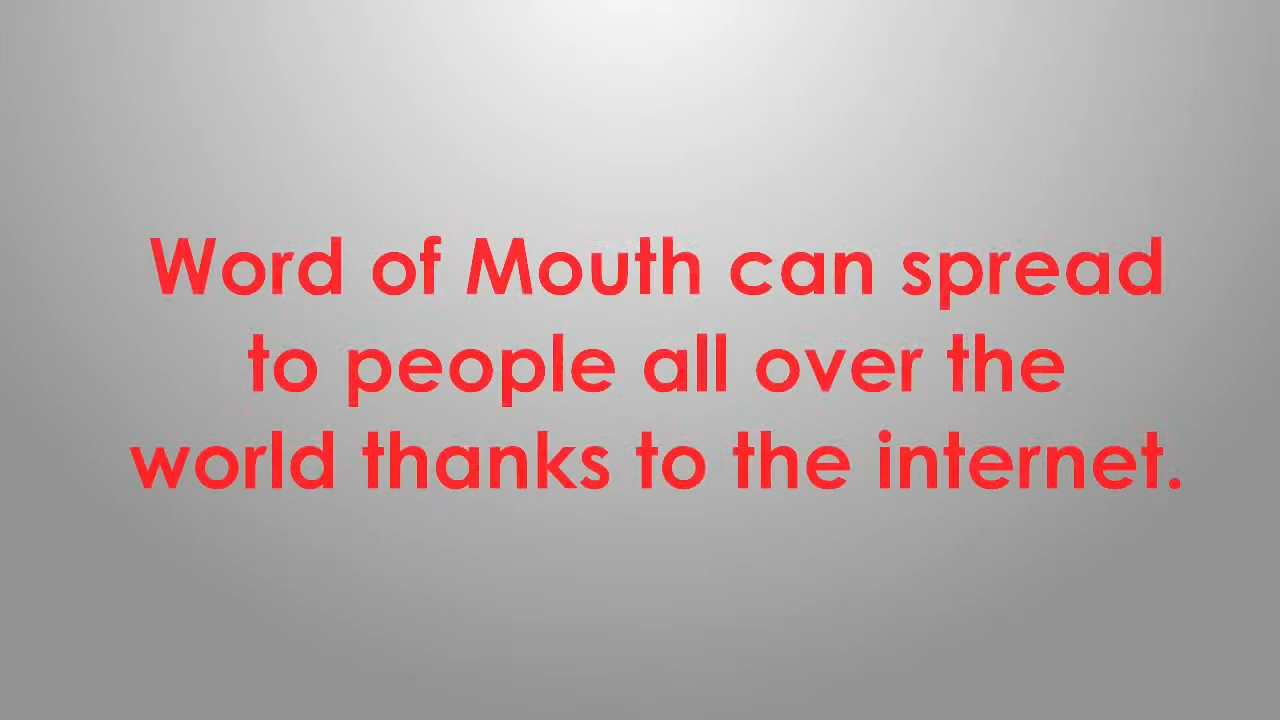 Word of Mouth can spread
to people all over the
world thanks to the internet.